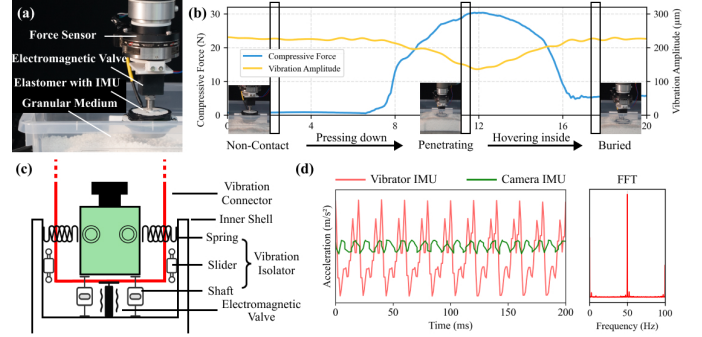 (a)
Force Sensor
Electromagnetic Valve
Elastomer with IMU
Granular Medium
(b)
Compressive Force (N)
30
20
10
0
Compressive Force
Vibration Amplitude
300
200
100
0
Vibration Amplitude (μm)
0 4 8 12 16 20
Non-Contact Pressing down Penetrating Hovering inside Buried
(c)
Vibration
Connector
Inner Shell
Spring
Slider
Vibration
Isolator
Shaft
Electromagnetic
Valve
(d)
Vibrator IMU Camera IMU FFT
Acceleration (m/s²)
0 50 100 150 200
Time (ms)
0 50 100
Frequency (Hz)